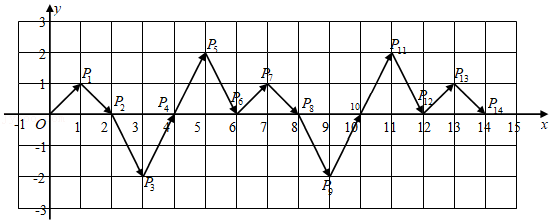 3 y
P₅ P₁₁
2
P₁ P₇ P₁₃
1
P₂ P₄ P₆ P₈ 10 P₁₂ P₁₄
-1 O 1 2 3 4 5 6 7 8 9 10 11 12 13 14 15 x
-1
-2 P₃ P₉
-3